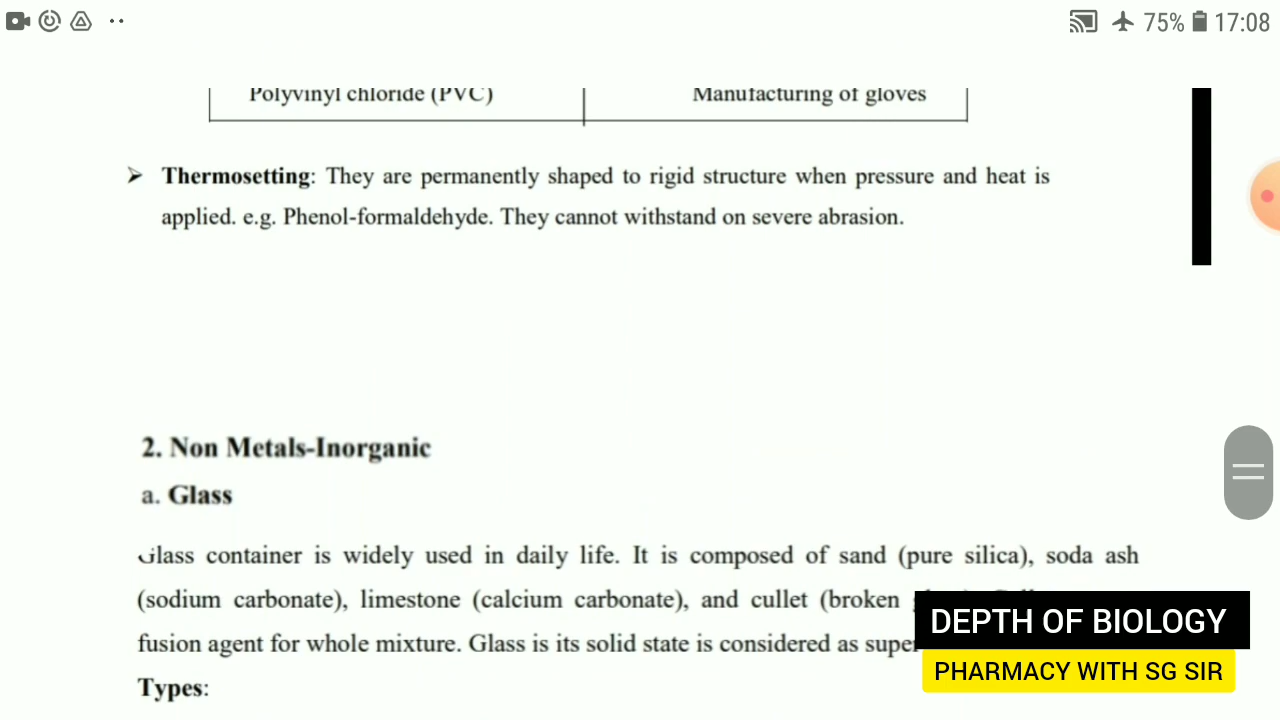 75% 17:08
Polyvinyl chloride (PVC) Manufacturing of gloves
➢ Thermosetting: They are permanently shaped to rigid structure when pressure and heat is
applied. e.g. Phenol-formaldehyde. They cannot withstand on severe abrasion.
2. Non Metals-Inorganic
a. Glass
Glass container is widely used in daily life. It is composed of sand (pure silica), soda ash
(sodium carbonate), limestone (calcium carbonate), and cullet (broken
fusion agent for whole mixture. Glass is its solid state is considered as
Types:
DEPTH OF BIOLOGY
PHARMACY WITH SG SIR